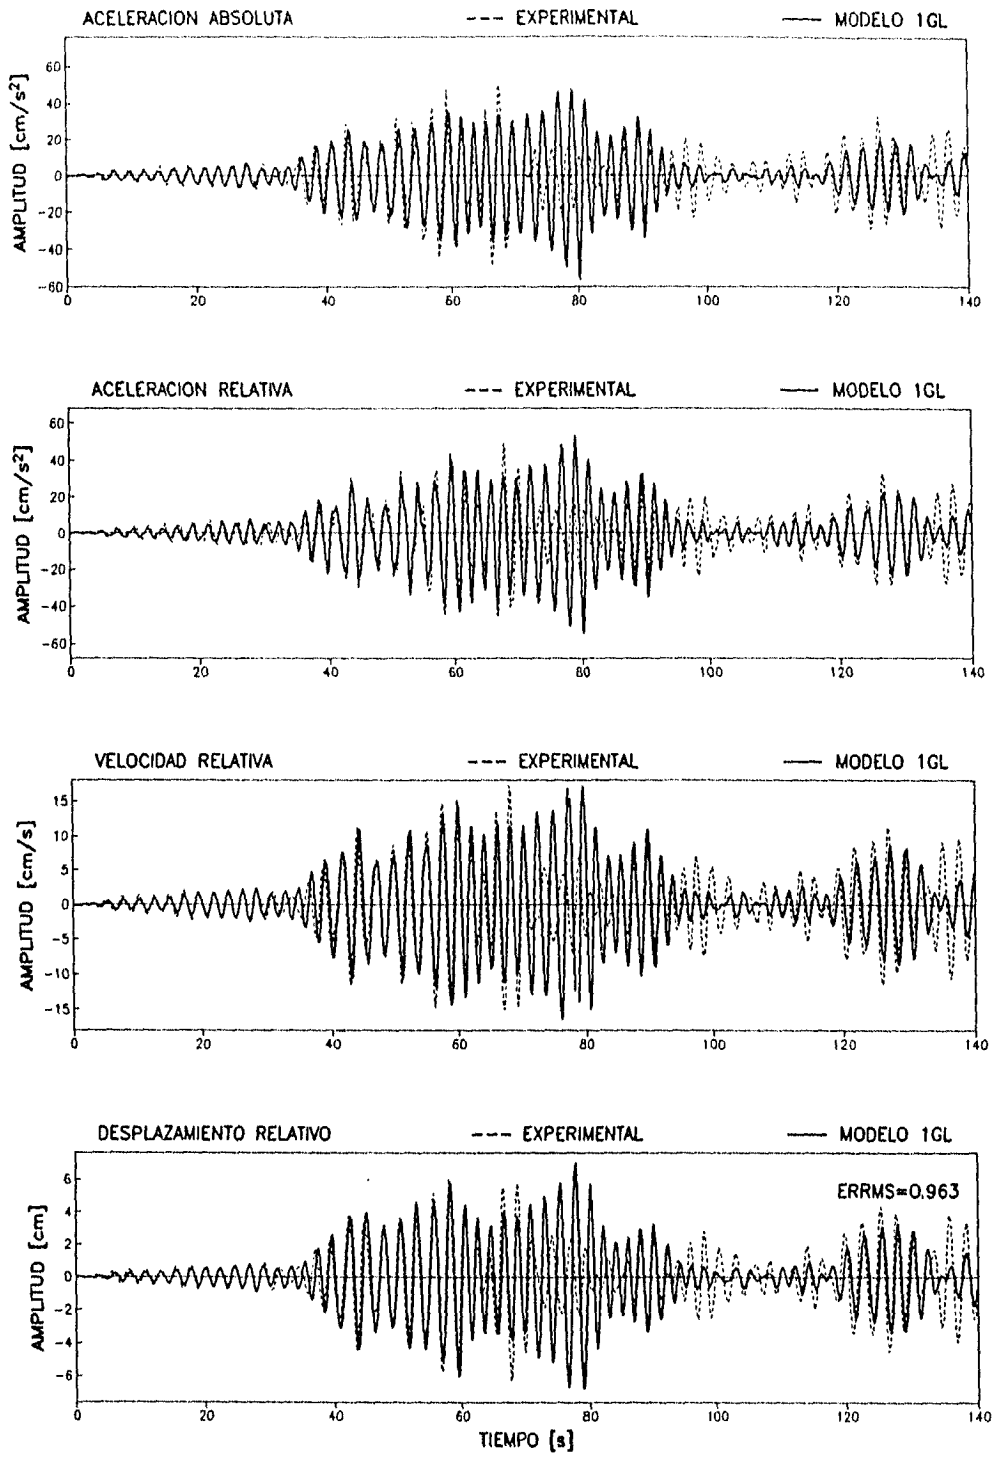 ACELERACION ABSOLUTA --- EXPERIMENTAL — MODELO 1GL
AMPLITUD [cm/s²]
60
40
20
0
-20
-40
-60
0 20 40 60 80 100 120 140
ACELERACION RELATIVA --- EXPERIMENTAL — MODELO 1GL
AMPLITUD [cm/s²]
60
40
20
0
-20
-40
-60
0 20 40 60 80 100 120 140
VELOCIDAD RELATIVA --- EXPERIMENTAL — MODELO 1GL
AMPLITUD [cm/s]
15
10
5
0
-5
-10
-15
0 20 40 60 80 100 120 140
DESPLAZAMIENTO RELATIVO --- EXPERIMENTAL — MODELO 1GL
ERRMS=0.963
AMPLITUD [cm]
6
4
2
0
-2
-4
-6
0 20 40 60 80 100 120 140
TIEMPO [s]